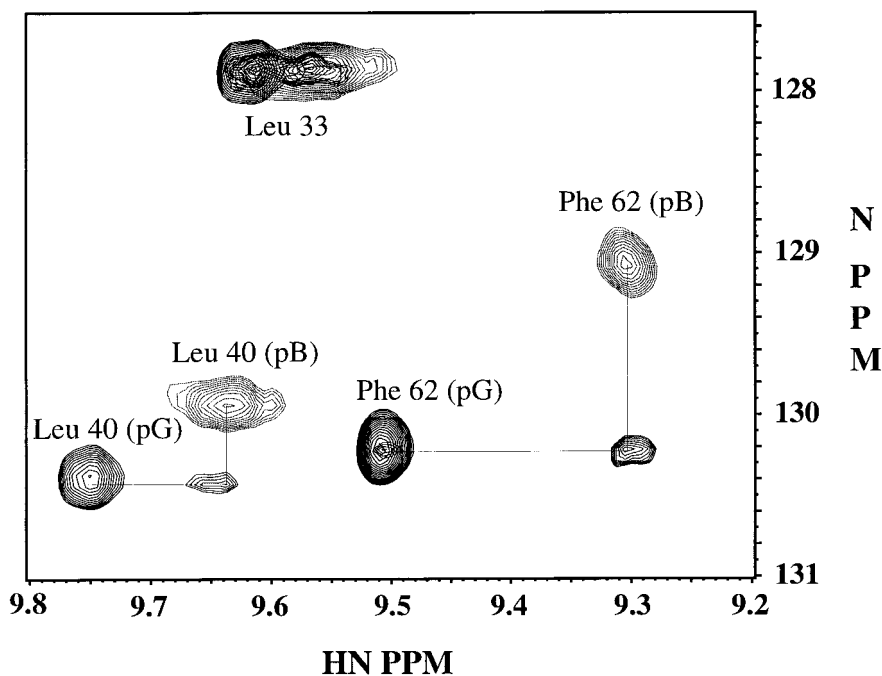 Leu 33
128
Phe 62 (pB)
N
129
P
Leu 40 (pB)
P
M
Phe 62 (pG)
130
Leu 40 (pG)
131
9.8 9.7 9.6 9.5 9.4 9.3 9.2
HN PPM